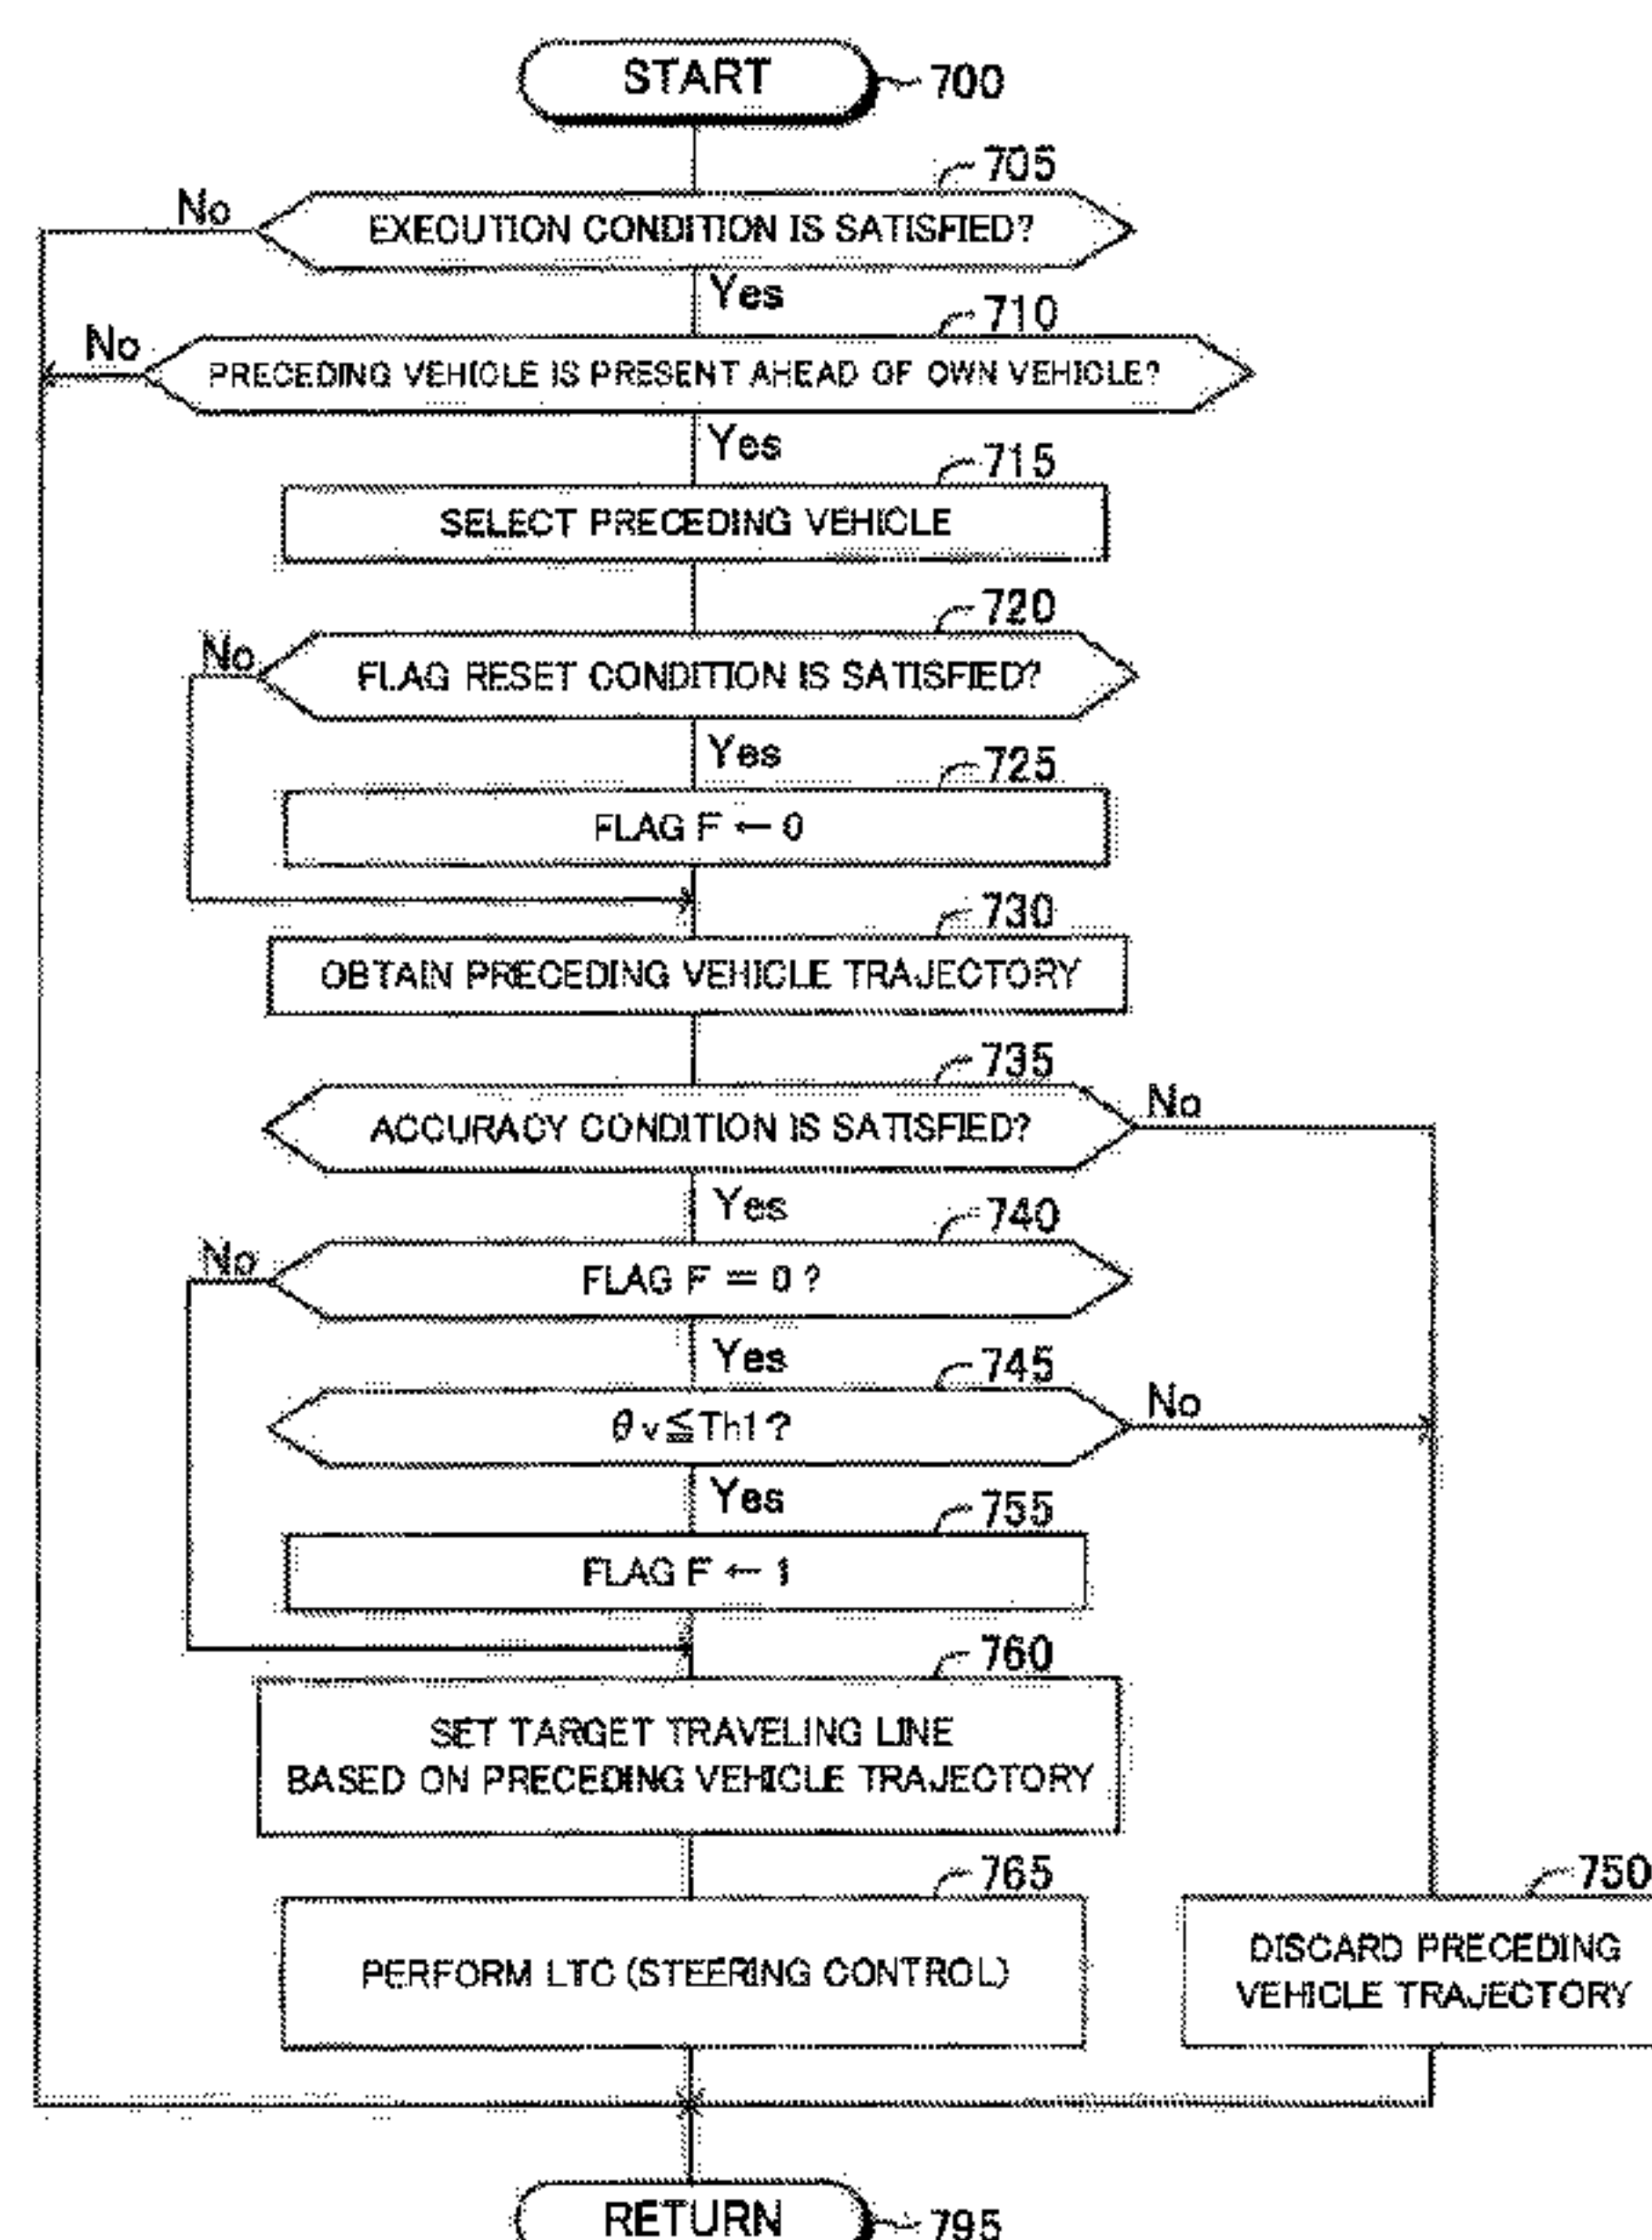 START
700
705
No
EXECUTION CONDITION IS SATISFIED?
Yes
710
No
PRECEDING VEHICLE IS PRESENT AHEAD OF OWN VEHICLE?
Yes
715
SELECT PRECEDING VEHICLE
720
No
FLAG RESET CONDITION IS SATISFIED?
Yes
725
FLAG F ← 0
730
OBTAIN PRECEDING VEHICLE TRAJECTORY
735
No
ACCURACY CONDITION IS SATISFIED?
Yes
740
No
FLAG F = 0 ?
Yes
745
No
θv≦Th1?
Yes
755
FLAG F ← 1
760
SET TARGET TRAVELING LINE
BASED ON PRECEDING VEHICLE TRAJECTORY
765
PERFORM LTC (STEERING CONTROL)
750
DISCARD PRECEDING
VEHICLE TRAJECTORY
RETURN
795